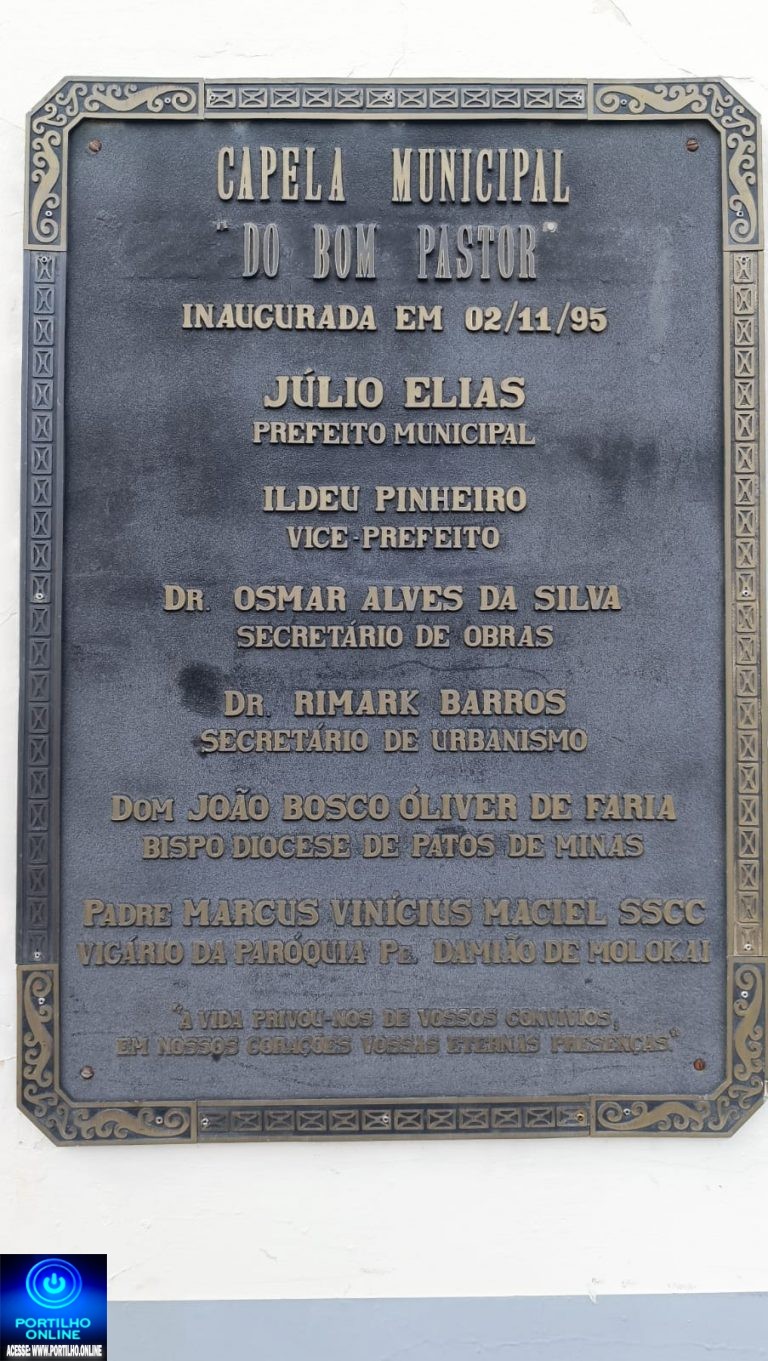 CAPELA MUNICIPAL
"DO BOM PASTOR"
INAUGURADA EM 02/11/95
JÚLIO ELIAS
PREFEITO MUNICIPAL
ILDEU PINHEIRO
VICE-PREFEITO
DR. OSMAR ALVES DA SILVA
SECRETÁRIO DE OBRAS
DR. RIMARK BARROS
SECRETÁRIO DE URBANISMO
DOM JOÃO BOSCO ÓLIVER DE FARIA
BISPO DIOCESE DE PATOS DE MINAS
PADRE MARCUS VINÍCIUS MACIEL SSCC
VIGÁRIO DA PARÓQUIA PE. DAMIÃO DE MOLOKAI
"A VIDA PRIVOU-NOS DE VOSSOS CONVIVIOS,
EM NOSSOS CORAÇÕES VOSSAS ETERNAS PRESENÇAS."
PORTILHO
ONLINE
ACESSE: WWW.PORTILHO.ONLINE